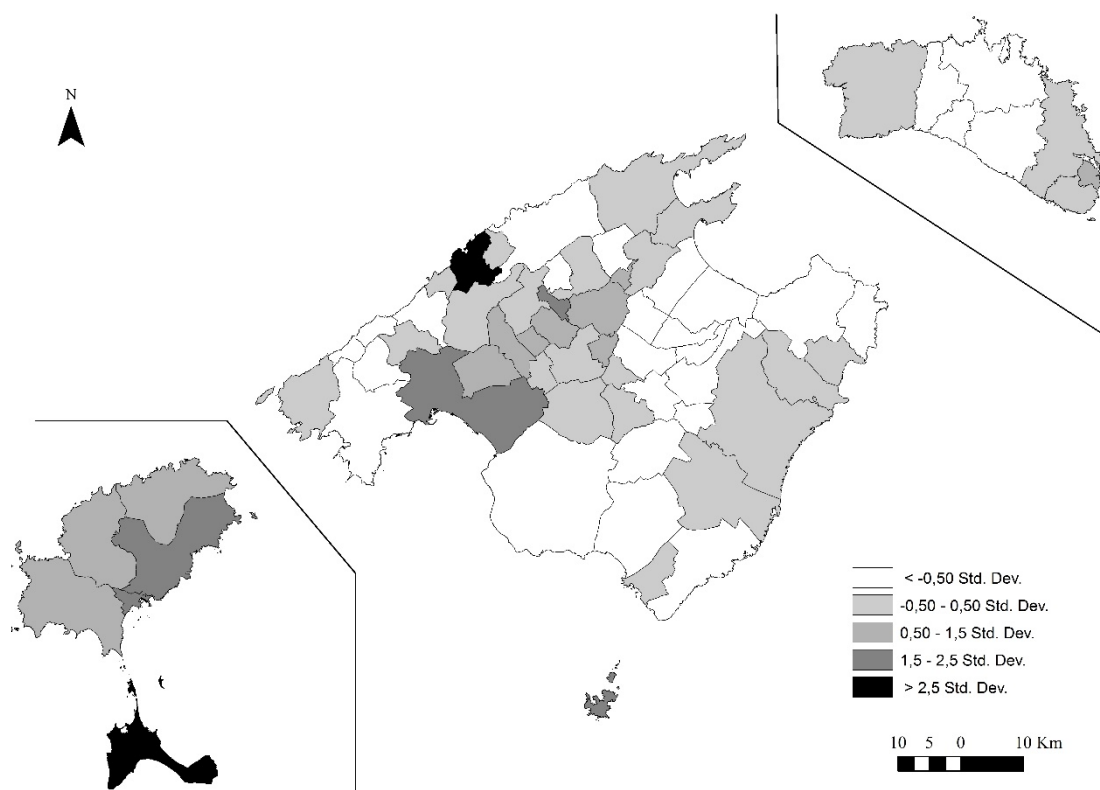 N
< -0,50 Std. Dev.
-0,50 - 0,50 Std. Dev.
0,50 - 1,5 Std. Dev.
1,5 - 2,5 Std. Dev.
> 2,5 Std. Dev.
10 5 0 10 Km